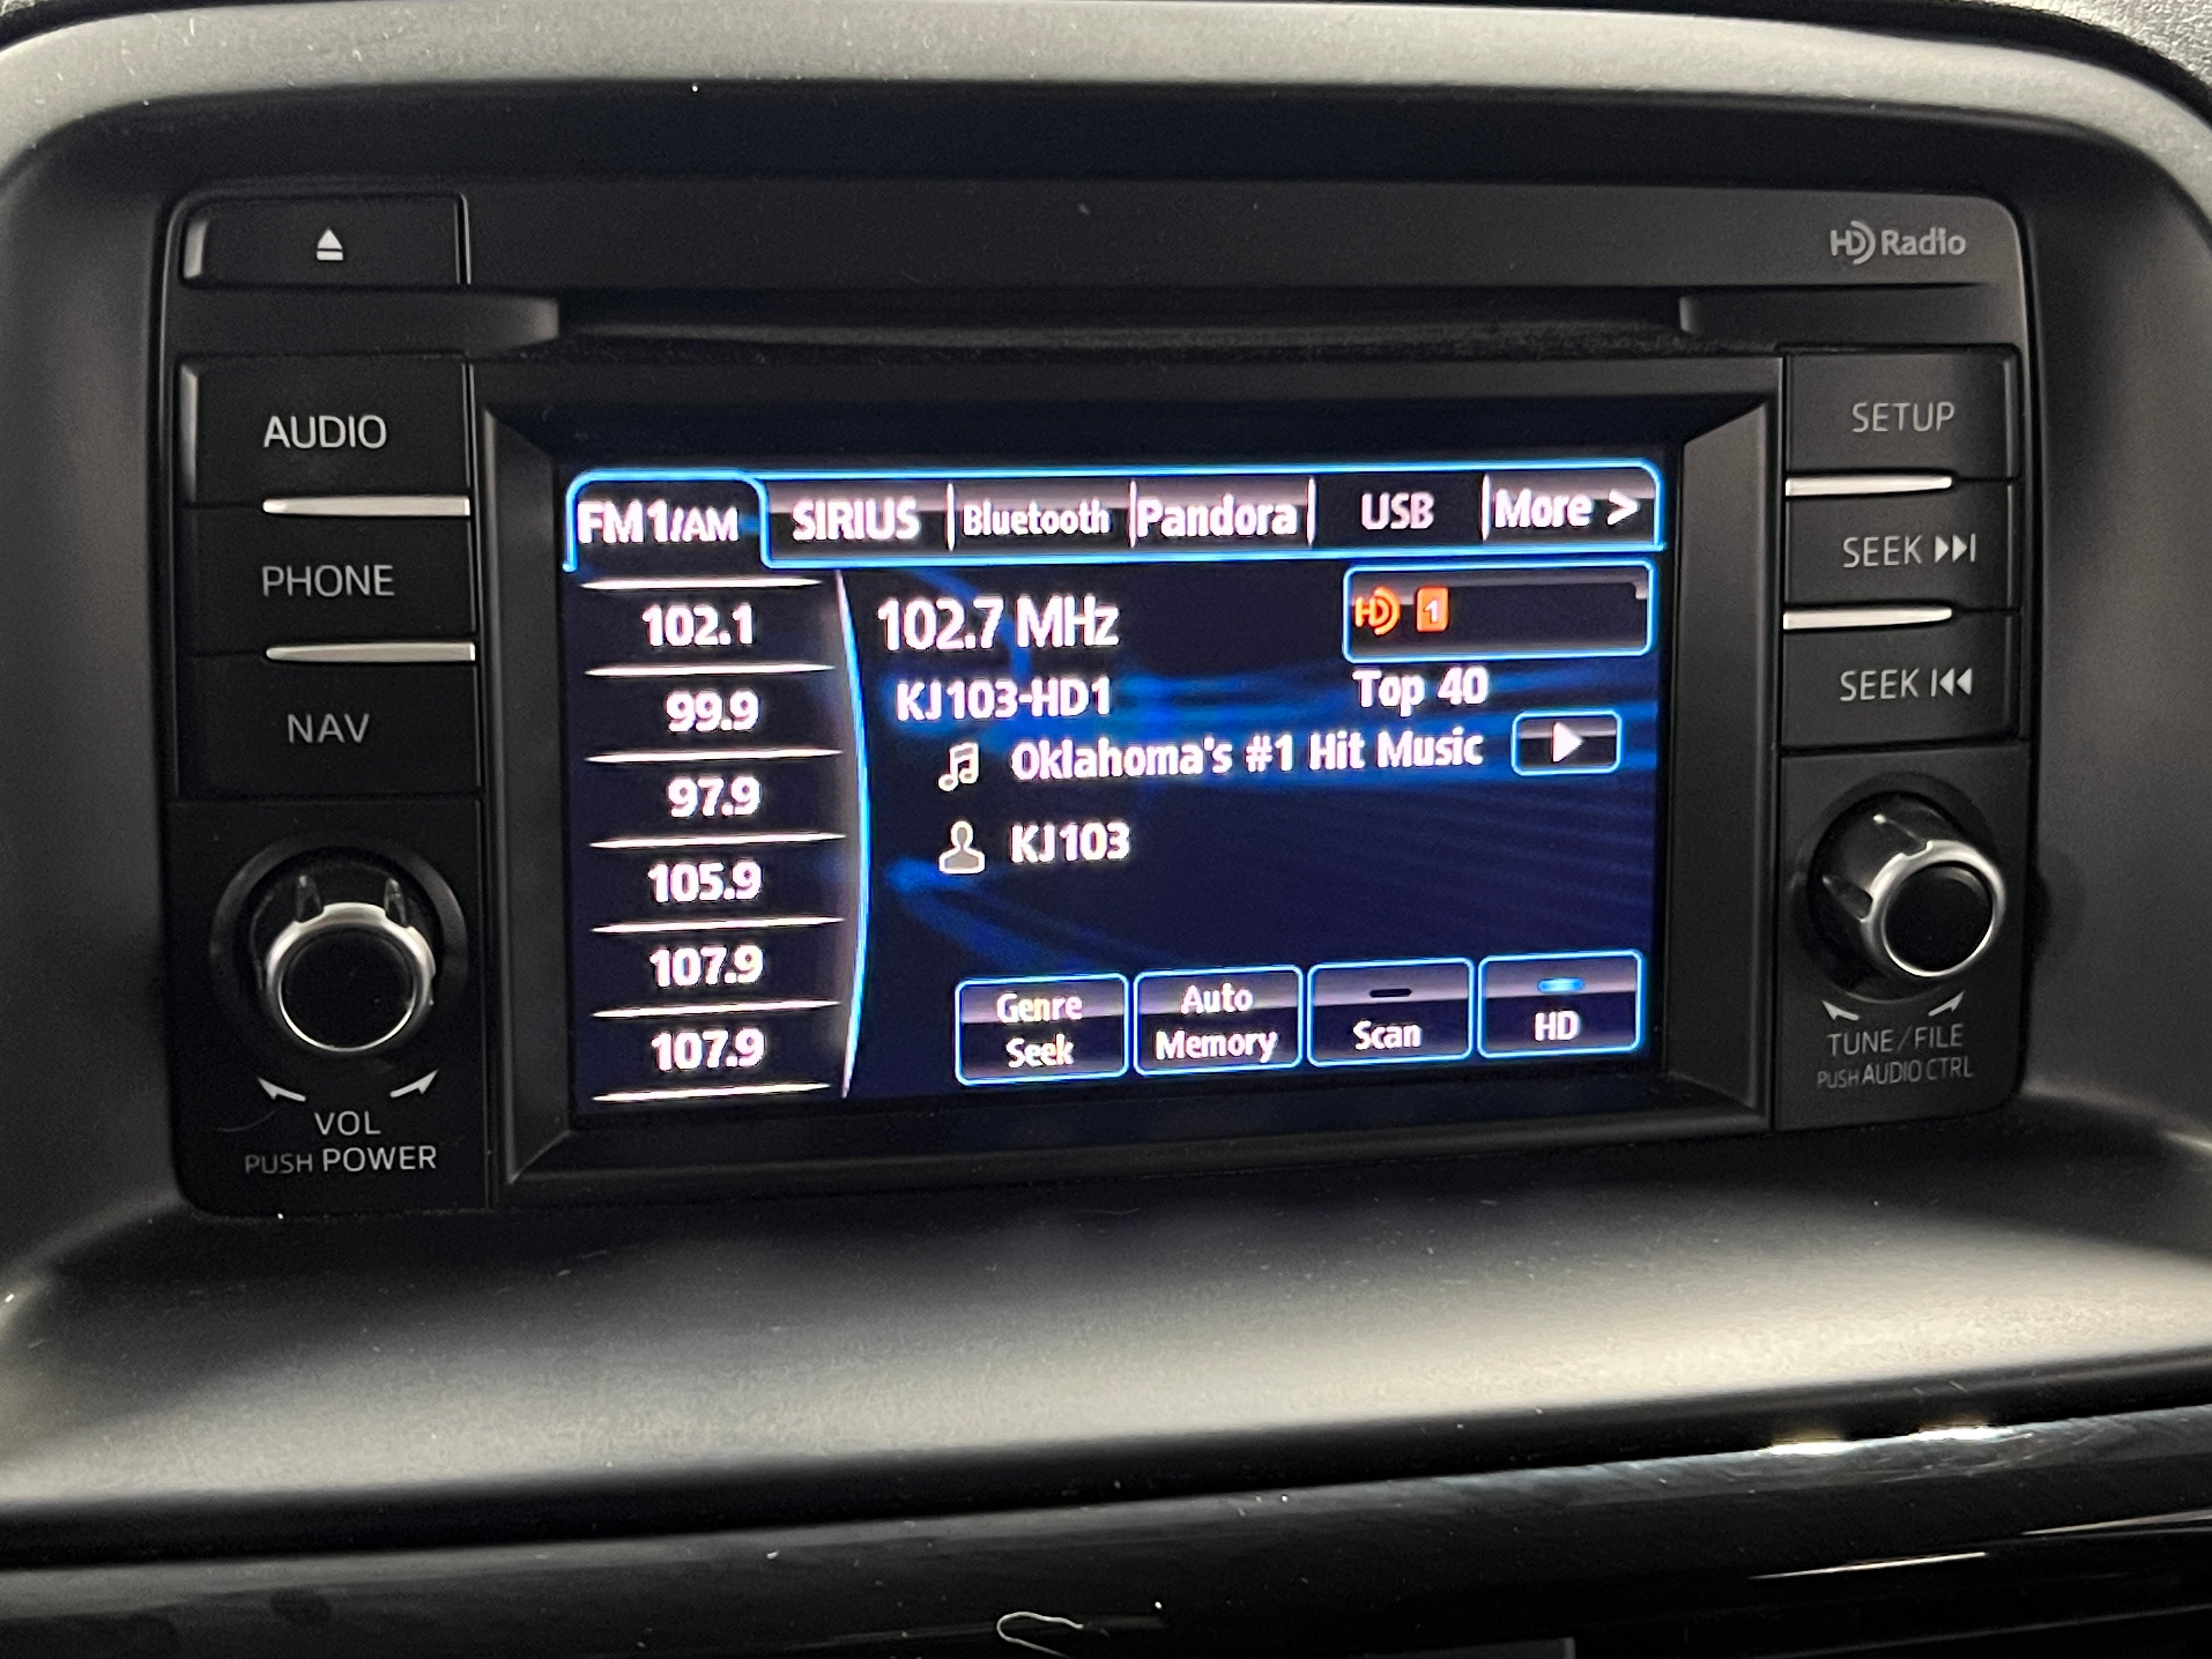 HD Radio
AUDIO
PHONE
NAV
VOL
PUSH POWER
FM1/AM SIRIUS Bluetooth Pandora USB More >
102.1
99.9
97.9
105.9
107.9
107.9
102.7 MHz
HD 1
KJ103-HD1
Top 40
Oklahoma's #1 Hit Music
KJ103
Genre
Seek
Auto
Memory
Scan
HD
SETUP
SEEK
SEEK
TUNE/FILE
PUSH AUDIO CTRL